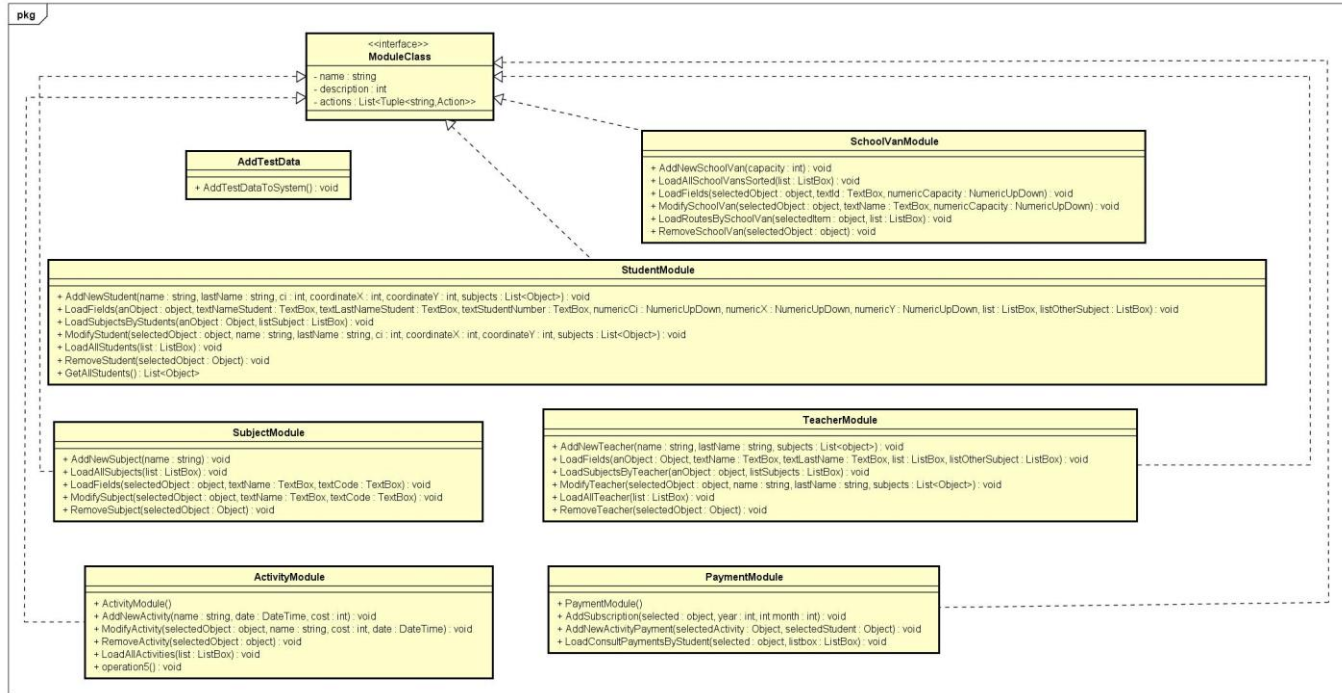 pkg
<<interface>>
ModuleClass
- name : string
- description : int
- actions : List<Tuple<string,Action>>
AddTestData
+ AddTestDataToSystem() : void
SchoolVanModule
+ AddNewSchoolVan(capacity : int) : void
+ LoadAllSchoolVansSorted(list : ListBox) : void
+ LoadFields(selectedObject : object, textId : TextBox, numericCapacity : NumericUpDown) : void
+ ModifySchoolVan(selectedObject : object, textName : TextBox, numericCapacity : NumericUpDown) : void
+ LoadRoutesBySchoolVan(selectedItem : object, list : ListBox) : void
+ RemoveSchoolVan(selectedObject : object) : void
StudentModule
+ AddNewStudent(name : string, lastName : string, ci : int, coordinateX : int, coordinateY : int, subjects : List<Object>) : void
+ LoadFields(anObject : object, textNameStudent : TextBox, textLastNameStudent : TextBox, textStudentNumber : TextBox, numericCi : NumericUpDown, numericX : NumericUpDown, numericY : NumericUpDown, list : ListBox, listOtherSubject : ListBox) : void
+ LoadSubjectsByStudents(anObject : Object, listSubject : ListBox) : void
+ ModifyStudent(selectedObject : object, name : string, lastName : string, ci : int, coordinateX : int, coordinateY : int, subjects : List<Object>) : void
+ LoadAllStudents(list : ListBox) : void
+ RemoveStudent(selectedObject : Object) : void
+ GetAllStudents() : List<Object>
SubjectModule
+ AddNewSubject(name : string) : void
+ LoadAllSubjects(list : ListBox) : void
+ LoadFields(selectedObject : object, textName : TextBox, textCode : TextBox) : void
+ ModifySubject(selectedObject : object, textName : TextBox, textCode : TextBox) : void
+ RemoveSubject(selectedObject : Object) : void
TeacherModule
+ AddNewTeacher(name : string, lastName : string, subjects : List<object>) : void
+ LoadFields(anObject : Object, textName : TextBox, textLastName : TextBox, list : ListBox, listOtherSubject : ListBox) : void
+ LoadSubjectsByTeacher(anObject : object, listSubjects : ListBox) : void
+ ModifyTeacher(selectedObject : object, name : string, lastName : string, subjects : List<Object>) : void
+ LoadAllTeacher(list : ListBox) : void
+ RemoveTeacher(selectedObject : Object) : void
ActivityModule
+ ActivityModule()
+ AddNewActivity(name : string, date : DateTime, cost : int) : void
+ ModifyActivity(selectedObject : object, name : string, cost : int, date : DateTime) : void
+ RemoveActivity(selectedObject : object) : void
+ LoadAllActivities(list : ListBox) : void
+ operation5() : void
PaymentModule
+ PaymentModule()
+ AddSubscription(selected : object, year : int, int month : int) : void
+ AddNewActivityPayment(selectedActivity : Object, selectedStudent : Object) : void
+ LoadConsultPaymentsByStudent(selected : object, listbox : ListBox) : void